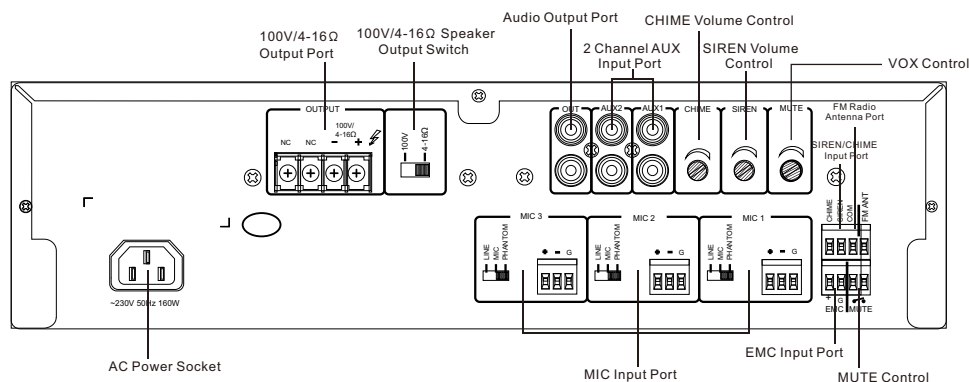 Audio Output Port
CHIME Volume Control
100V/4-16Ω
Output Port
100V/4-16Ω Speaker
Output Switch
2 Channel AUX
Input Port
SIREN Volume
Control
VOX Control
OUTPUT
OUT
AUX2
AUX1
CHIME
SIREN
MUTE
FM Radio
Antenna Port
100V/
4-16Ω
NC
NC
–
+
100V
4-16Ω
SIREN/CHIME
Input Port
CHIME
SIREN
COM
FM ANT
MIC 3
MIC 2
MIC 1
LINE
MIC
PHANTOM
G
LINE
MIC
PHANTOM
G
LINE
MIC
PHANTOM
G
~230V 50Hz 160W
+ G
EMC
MUTE
AC Power Socket
MIC Input Port
EMC Input Port
MUTE Control